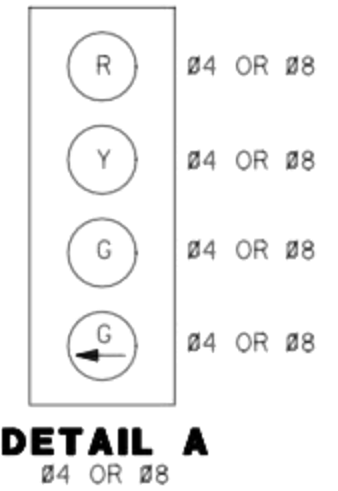 R Ø4 OR Ø8
Y Ø4 OR Ø8
G Ø4 OR Ø8
G Ø4 OR Ø8
DETAIL A
Ø4 OR Ø8